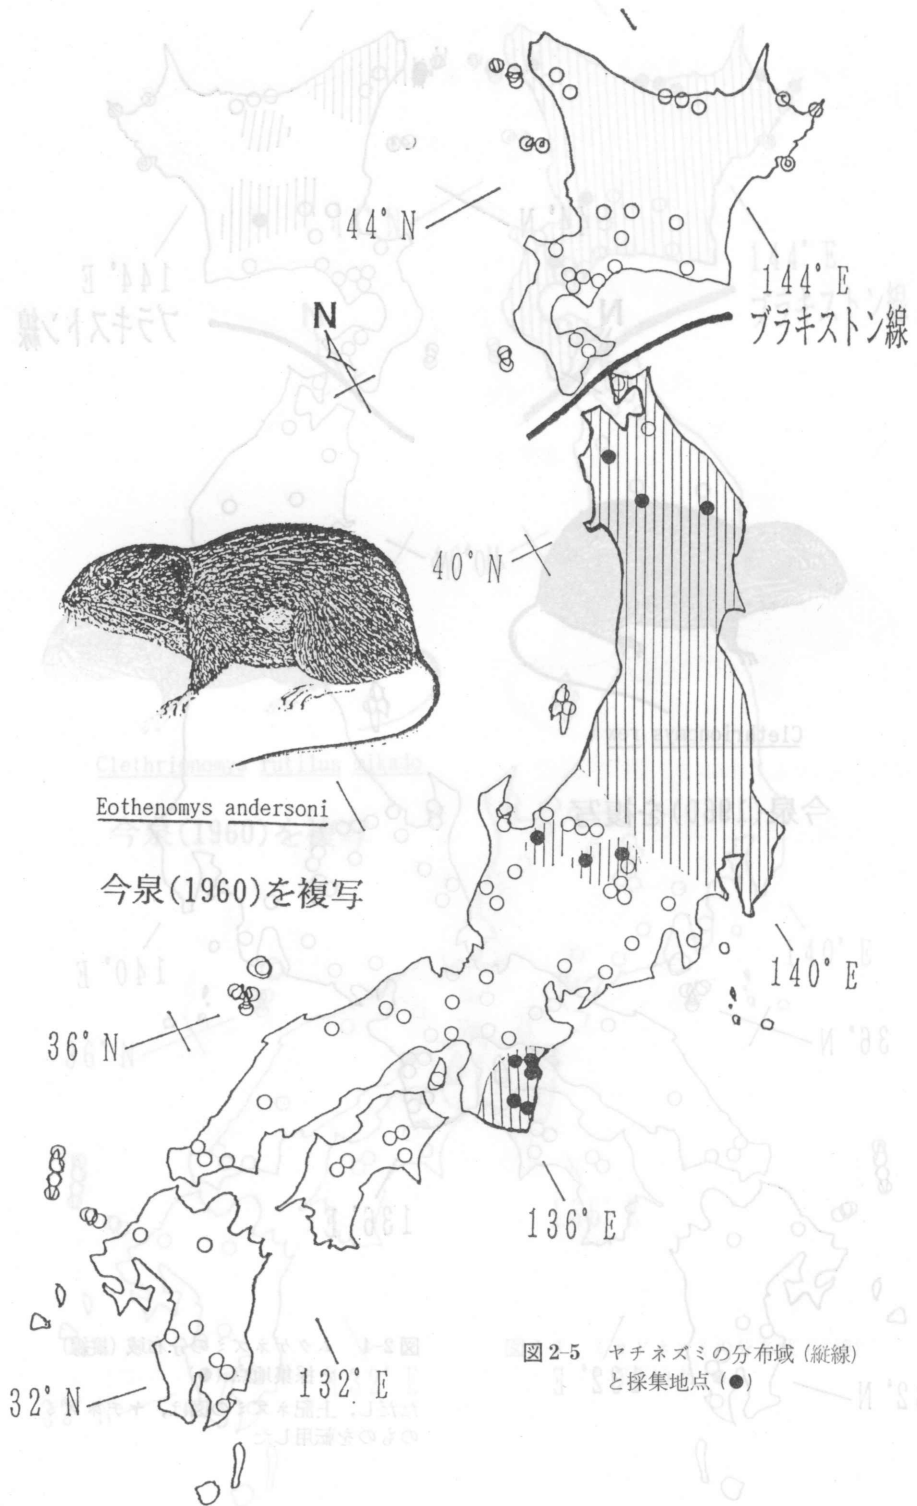 44°N
144°E
ブラキストン線
N
40°N
Eothenomys andersoni
今泉(1960)を複写
140°E
36°N
136°E
図2-5 ヤチネズミの分布域(縦線)
と採集地点(●)
132°E
32°N